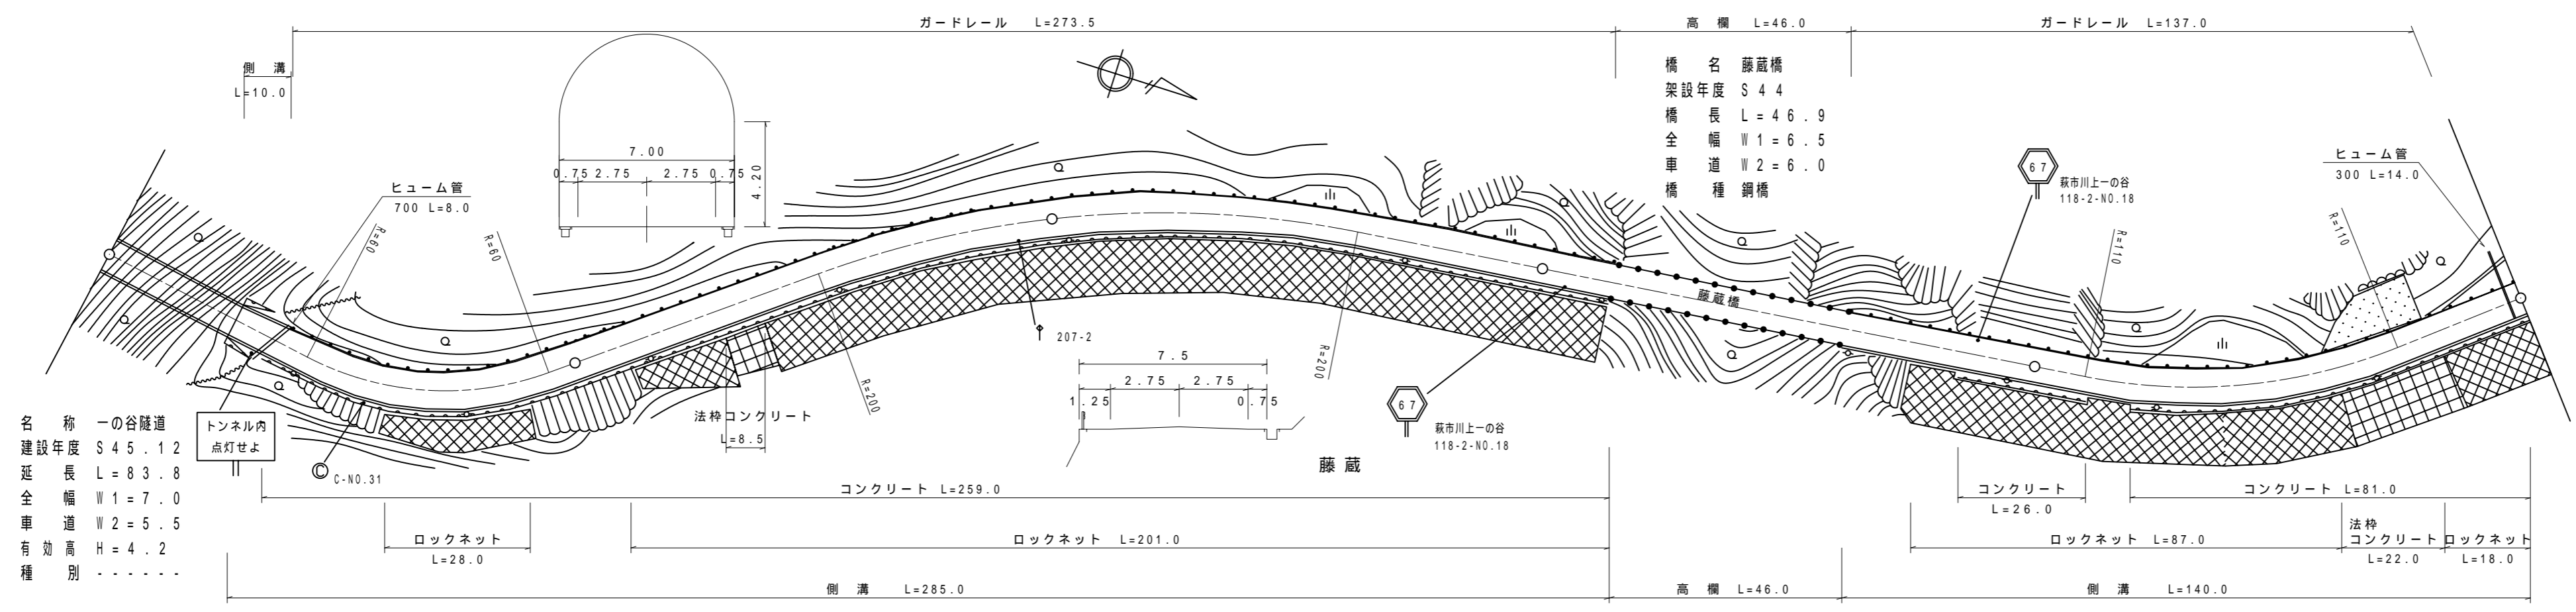 ガードレール L=273.5
高 欄 L=46.0
ガードレール L=137.0
側 溝
L=10.0
橋 名 藤蔵橋
架設年度 S44
橋 長 L=46.9
全 幅 W1=6.5
車 道 W2=6.0
橋 種 鋼橋
7.00
0.75 2.75 2.75 0.75
4.20
ヒューム管
700 L=8.0
67
萩市川上一の谷
118-2-NO.18
ヒューム管
300 L=14.0
R=60
R=60
R=200
R=200
R=110
R=110
藤蔵橋
207-2
7.5
2.75 2.75
1.25 0.75
67
萩市川上一の谷
118-2-NO.18
藤蔵
法枠コンクリート
L=8.5
トンネル内
点灯せよ
C
C-NO.31
名 称 一の谷隧道
建設年度 S45.12
延 長 L=83.8
全 幅 W1=7.0
車 道 W2=5.5
有効高 H=4.2
種 別 ------
コンクリート L=259.0
コンクリート
L=26.0
コンクリート L=81.0
ロックネット
L=28.0
ロックネット L=201.0
ロックネット L=87.0
法枠
コンクリート
L=22.0
ロックネット
L=18.0
側 溝 L=285.0
高 欄 L=46.0
側 溝 L=140.0